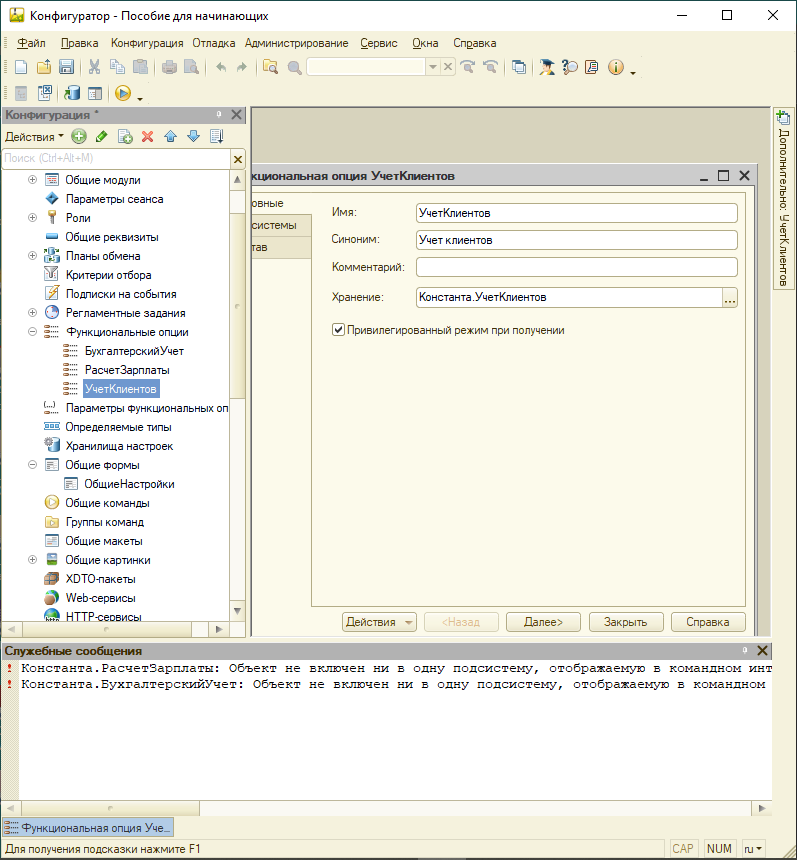 Конфигуратор - Пособие для начинающих
Файл Правка Конфигурация Отладка Администрирование Сервис Окна Справка
Конфигурация *
Действия
Поиск (Ctrl+Alt+M)
Общие модули
Параметры сеанса
Роли
Общие реквизиты
Планы обмена
Критерии отбора
Подписки на события
Регламентные задания
Функциональные опции
БухгалтерскийУчет
РасчетЗарплаты
УчетКлиентов
Параметры функциональных оп
Определяемые типы
Хранилища настроек
Общие формы
ОбщиеНастройки
Общие команды
Группы команд
Общие макеты
Общие картинки
XDTO-пакеты
Web-сервисы
HTTP-сервисы
кциональная опция УчетКлиентов
овные
системы
тав
Имя: УчетКлиентов
Синоним: Учет клиентов
Комментарий:
Хранение: Константа.УчетКлиентов ...
Привилегированный режим при получении
Действия <Назад Далее> Закрыть Справка
Дополнительно: УчетКлиентов
Служебные сообщения
Константа.РасчетЗарплаты: Объект не включен ни в одну подсистему, отображаемую в командном инт
Константа.БухгалтерскийУчет: Объект не включен ни в одну подсистему, отображаемую в командном
Функциональная опция Уче...
Для получения подсказки нажмите F1
CAP NUM ru